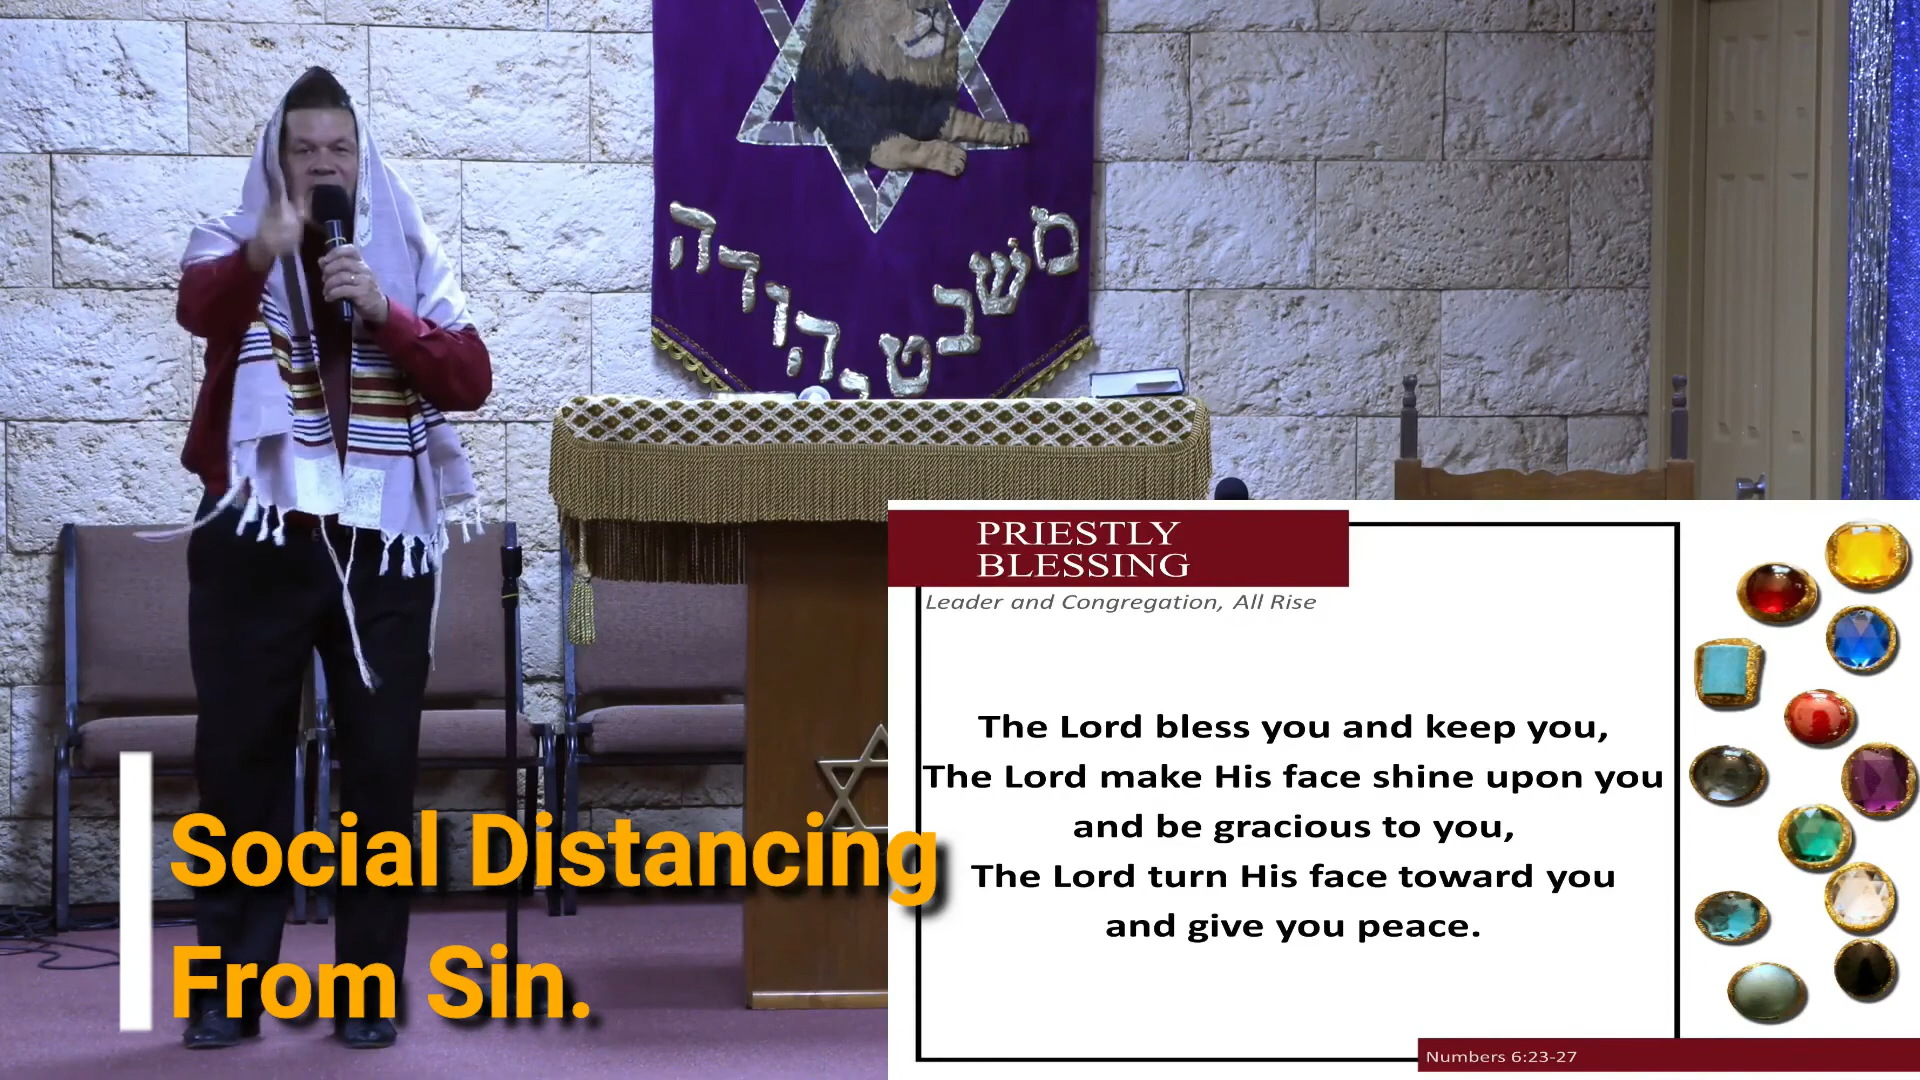 משבט יהודה
PRIESTLY
BLESSING
Leader and Congregation, All Rise
The Lord bless you and keep you,
The Lord make His face shine upon you
and be gracious to you,
The Lord turn His face toward you
and give you peace.
Numbers 6:23-27
Social Distancing
From Sin.